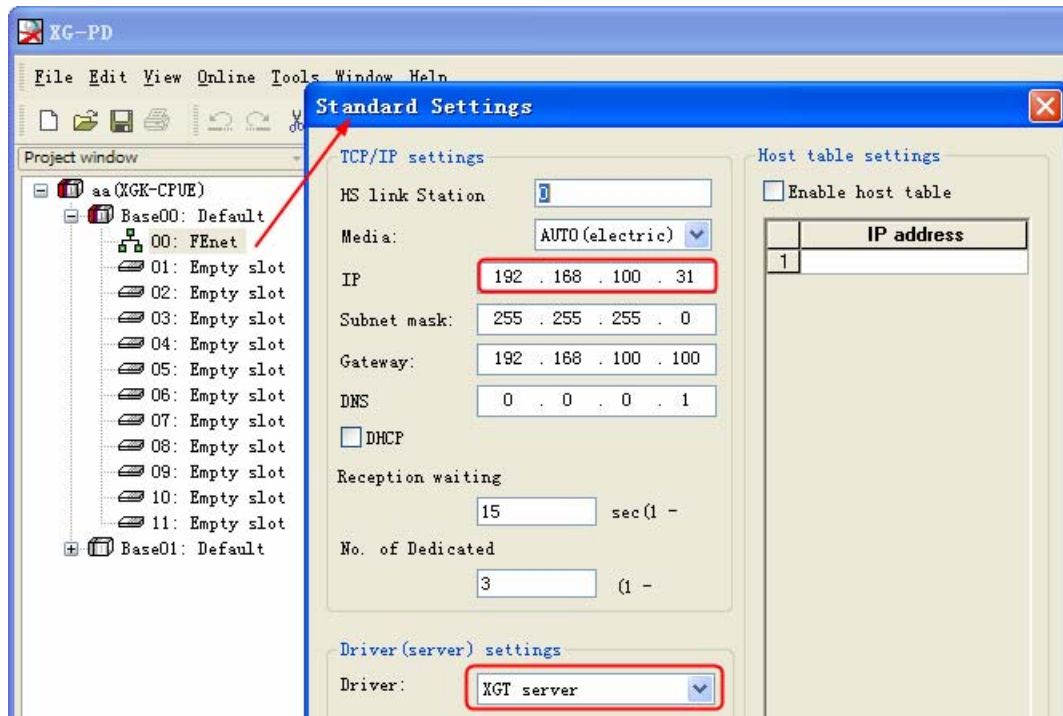 XG-PD
File Edit View Online Tools Window Help
Project window
aa(XGK-CPUE)
Base00: Default
00: FEnet
01: Empty slot
02: Empty slot
03: Empty slot
04: Empty slot
05: Empty slot
06: Empty slot
07: Empty slot
08: Empty slot
09: Empty slot
10: Empty slot
11: Empty slot
Base01: Default
Standard Settings
TCP/IP settings
HS link Station 0
Media: AUTO(electric)
IP 192 . 168 . 100 . 31
Subnet mask: 255 . 255 . 255 . 0
Gateway: 192 . 168 . 100 . 100
DNS 0 . 0 . 0 . 1
DHCP
Reception waiting
15 sec(1 -
No. of Dedicated
3 (1 -
Driver(server) settings
Driver: XGT server
Host table settings
Enable host table
IP address
1